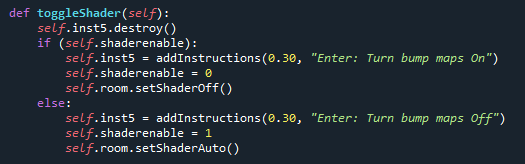 def toggleShader(self):
    self.inst5.destroy()
    if (self.shaderenable):
        self.inst5 = addInstructions(0.30, "Enter: Turn bump maps On")
        self.shaderenable = 0
        self.room.setShaderOff()
    else:
        self.inst5 = addInstructions(0.30, "Enter: Turn bump maps Off")
        self.shaderenable = 1
        self.room.setShaderAuto()